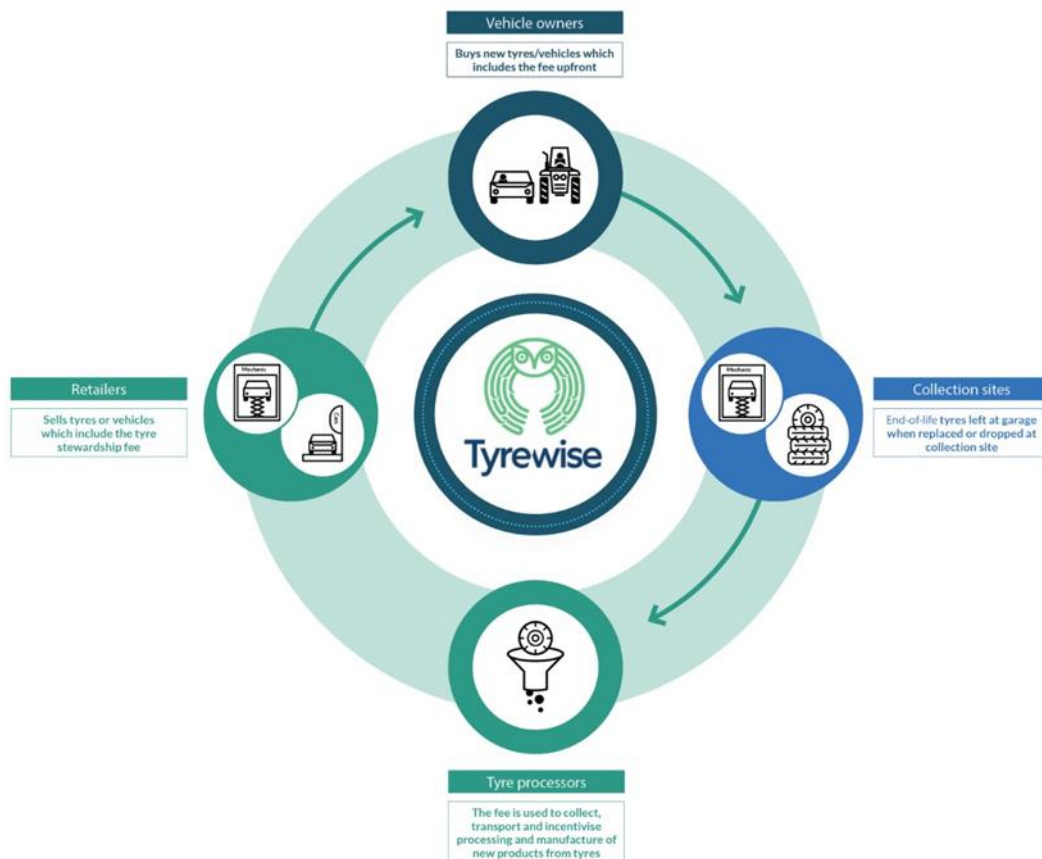 Vehicle owners
Buys new tyres/vehicles which
includes the fee upfront
Mechanic
Cars
Retailers
Sells tyres or vehicles
which include the tyre
stewardship fee
Tyrewise
Mechanic
Collection sites
End-of-life tyres left at garage
when replaced or dropped at
collection site
Tyre processors
The fee is used to collect,
transport and incentivise
processing and manufacture of
new products from tyres